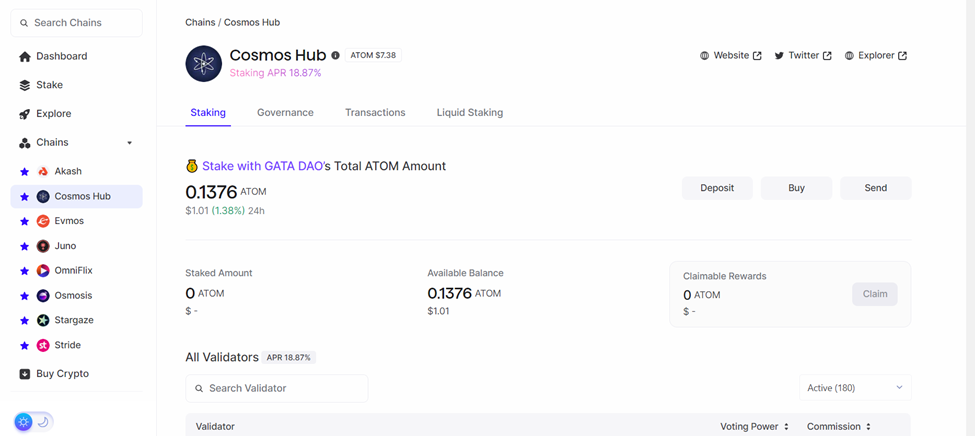 Search Chains
Dashboard
Stake
Explore
Chains
Akash
Cosmos Hub
Evmos
Juno
OmniFlix
Osmosis
Stargaze
Stride
Buy Crypto
Chains / Cosmos Hub
Cosmos Hub ATOM $7.38
Staking APR 18.87%
Website Twitter Explorer
Staking Governance Transactions Liquid Staking
Stake with GATA DAO's Total ATOM Amount
0.1376 ATOM
$1.01 (1.38%) 24h
Deposit Buy Send
Staked Amount
0 ATOM
$ -
Available Balance
0.1376 ATOM
$1.01
Claimable Rewards
0 ATOM
$ -
Claim
All Validators APR 18.87%
Search Validator
Active (180)
Validator Voting Power Commission